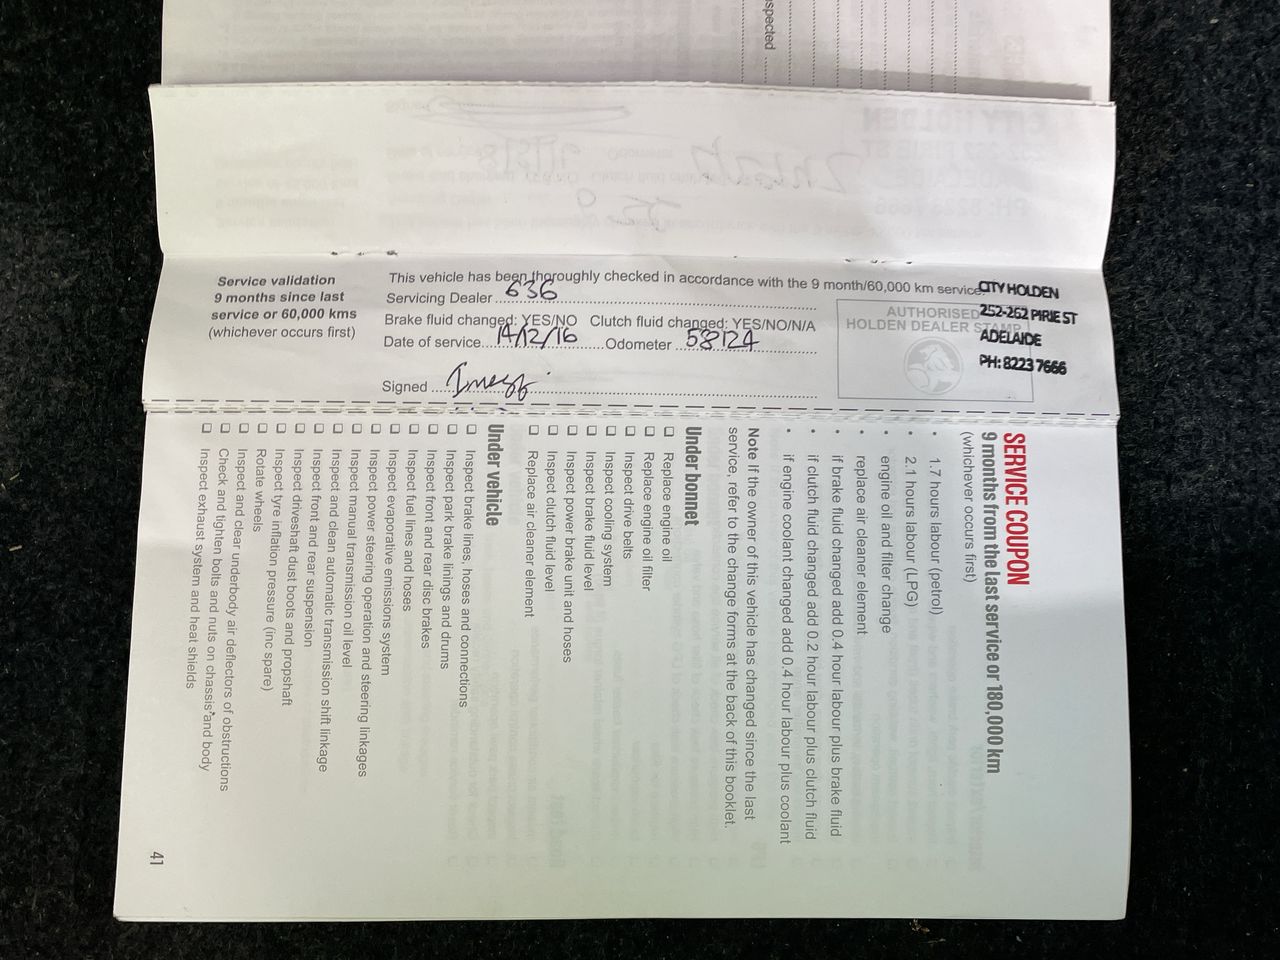 spected
Service validation
9 months since last
service or 60,000 kms
(whichever occurs first)
This vehicle has been thoroughly checked in accordance with the 9 month/60,000 km service.
Servicing Dealer 636
Brake fluid changed: YES/NO Clutch fluid changed: YES/NO/N/A
Date of service 14/12/16 Odometer 58124
Signed
AUTHORISED
HOLDEN DEALER STAMP
CITY HOLDEN
252-262 PIRIE ST
ADELAIDE
PH: 8223 7666
SERVICE COUPON
9 months from the last service or 180,000 km
(whichever occurs first)
• 1.7 hours labour (petrol)
• 2.1 hours labour (LPG)
• engine oil and filter change
• replace air cleaner element
• if brake fluid changed add 0.4 hour labour plus brake fluid
• if clutch fluid changed add 0.2 hour labour plus clutch fluid
• if engine coolant changed add 0.4 hour labour plus coolant
Note If the owner of this vehicle has changed since the last
service, refer to the change forms at the back of this booklet.
Under bonnet
❑ Replace engine oil
❑ Replace engine oil filter
❑ Inspect drive belts
❑ Inspect cooling system
❑ Inspect brake fluid level
❑ Inspect power brake unit and hoses
❑ Inspect clutch fluid level
❑ Replace air cleaner element
Under vehicle
❑ Inspect brake lines, hoses and connections
❑ Inspect park brake linings and drums
❑ Inspect front and rear disc brakes
❑ Inspect fuel lines and hoses
❑ Inspect evaporative emissions system
❑ Inspect power steering operation and steering linkages
❑ Inspect manual transmission oil level
❑ Inspect and clean automatic transmission shift linkage
❑ Inspect front and rear suspension
❑ Inspect driveshaft dust boots and propshaft
❑ Inspect tyre inflation pressure (inc spare)
❑ Rotate wheels
❑ Inspect and clear underbody air deflectors of obstructions
❑ Check and tighten bolts and nuts on chassis and body
❑ Inspect exhaust system and heat shields
41